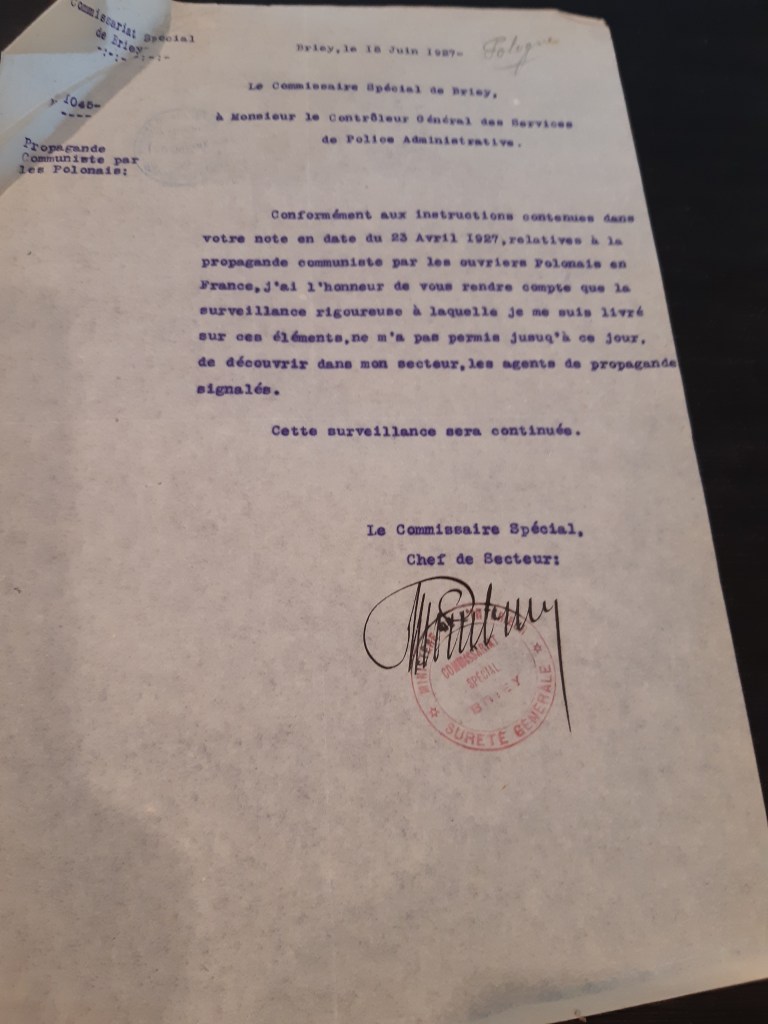 Commissariat Spécial
de Briey
-:-:-:-:-
1045-
-----
Propagande
Communiste par
les Polonais:
Briey, le 18 Juin 1927-
Pologne
Le Commissaire Spécial de Briey,
à Monsieur le Contrôleur Général des Services
de Police Administrative.
Conformément aux instructions contenues dans
votre note en date du 23 Avril 1927,relatives à la
propagande communiste par les ouvriers Polonais en
France,j'ai l'honneur de vous rendre compte que la
surveillance rigoureuse à laquelle je me suis livré
sur ces éléments,ne m'a pas permis jusuq'à ce jour,
de découvrir dans mon secteur,les agents de propagande
signalés.
Cette surveillance sera continuée.
Le Commissaire Spécial,
Chef de Secteur:
MINISTÈRE DE L'INTÉRIEUR
COMMISSARIAT
SPÉCIAL
BRIEY
SURETÉ GÉNÉRALE